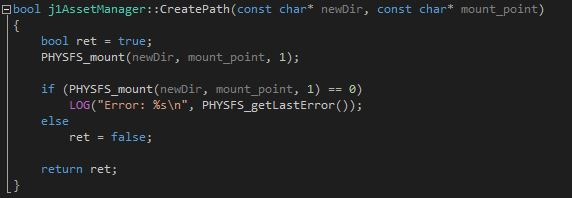 bool j1AssetManager::CreatePath(const char* newDir, const char* mount_point)
{
    bool ret = true;
    PHYSFS_mount(newDir, mount_point, 1);

    if (PHYSFS_mount(newDir, mount_point, 1) == 0)
        LOG("Error: %s\n", PHYSFS_getLastError());
    else
        ret = false;

    return ret;
}